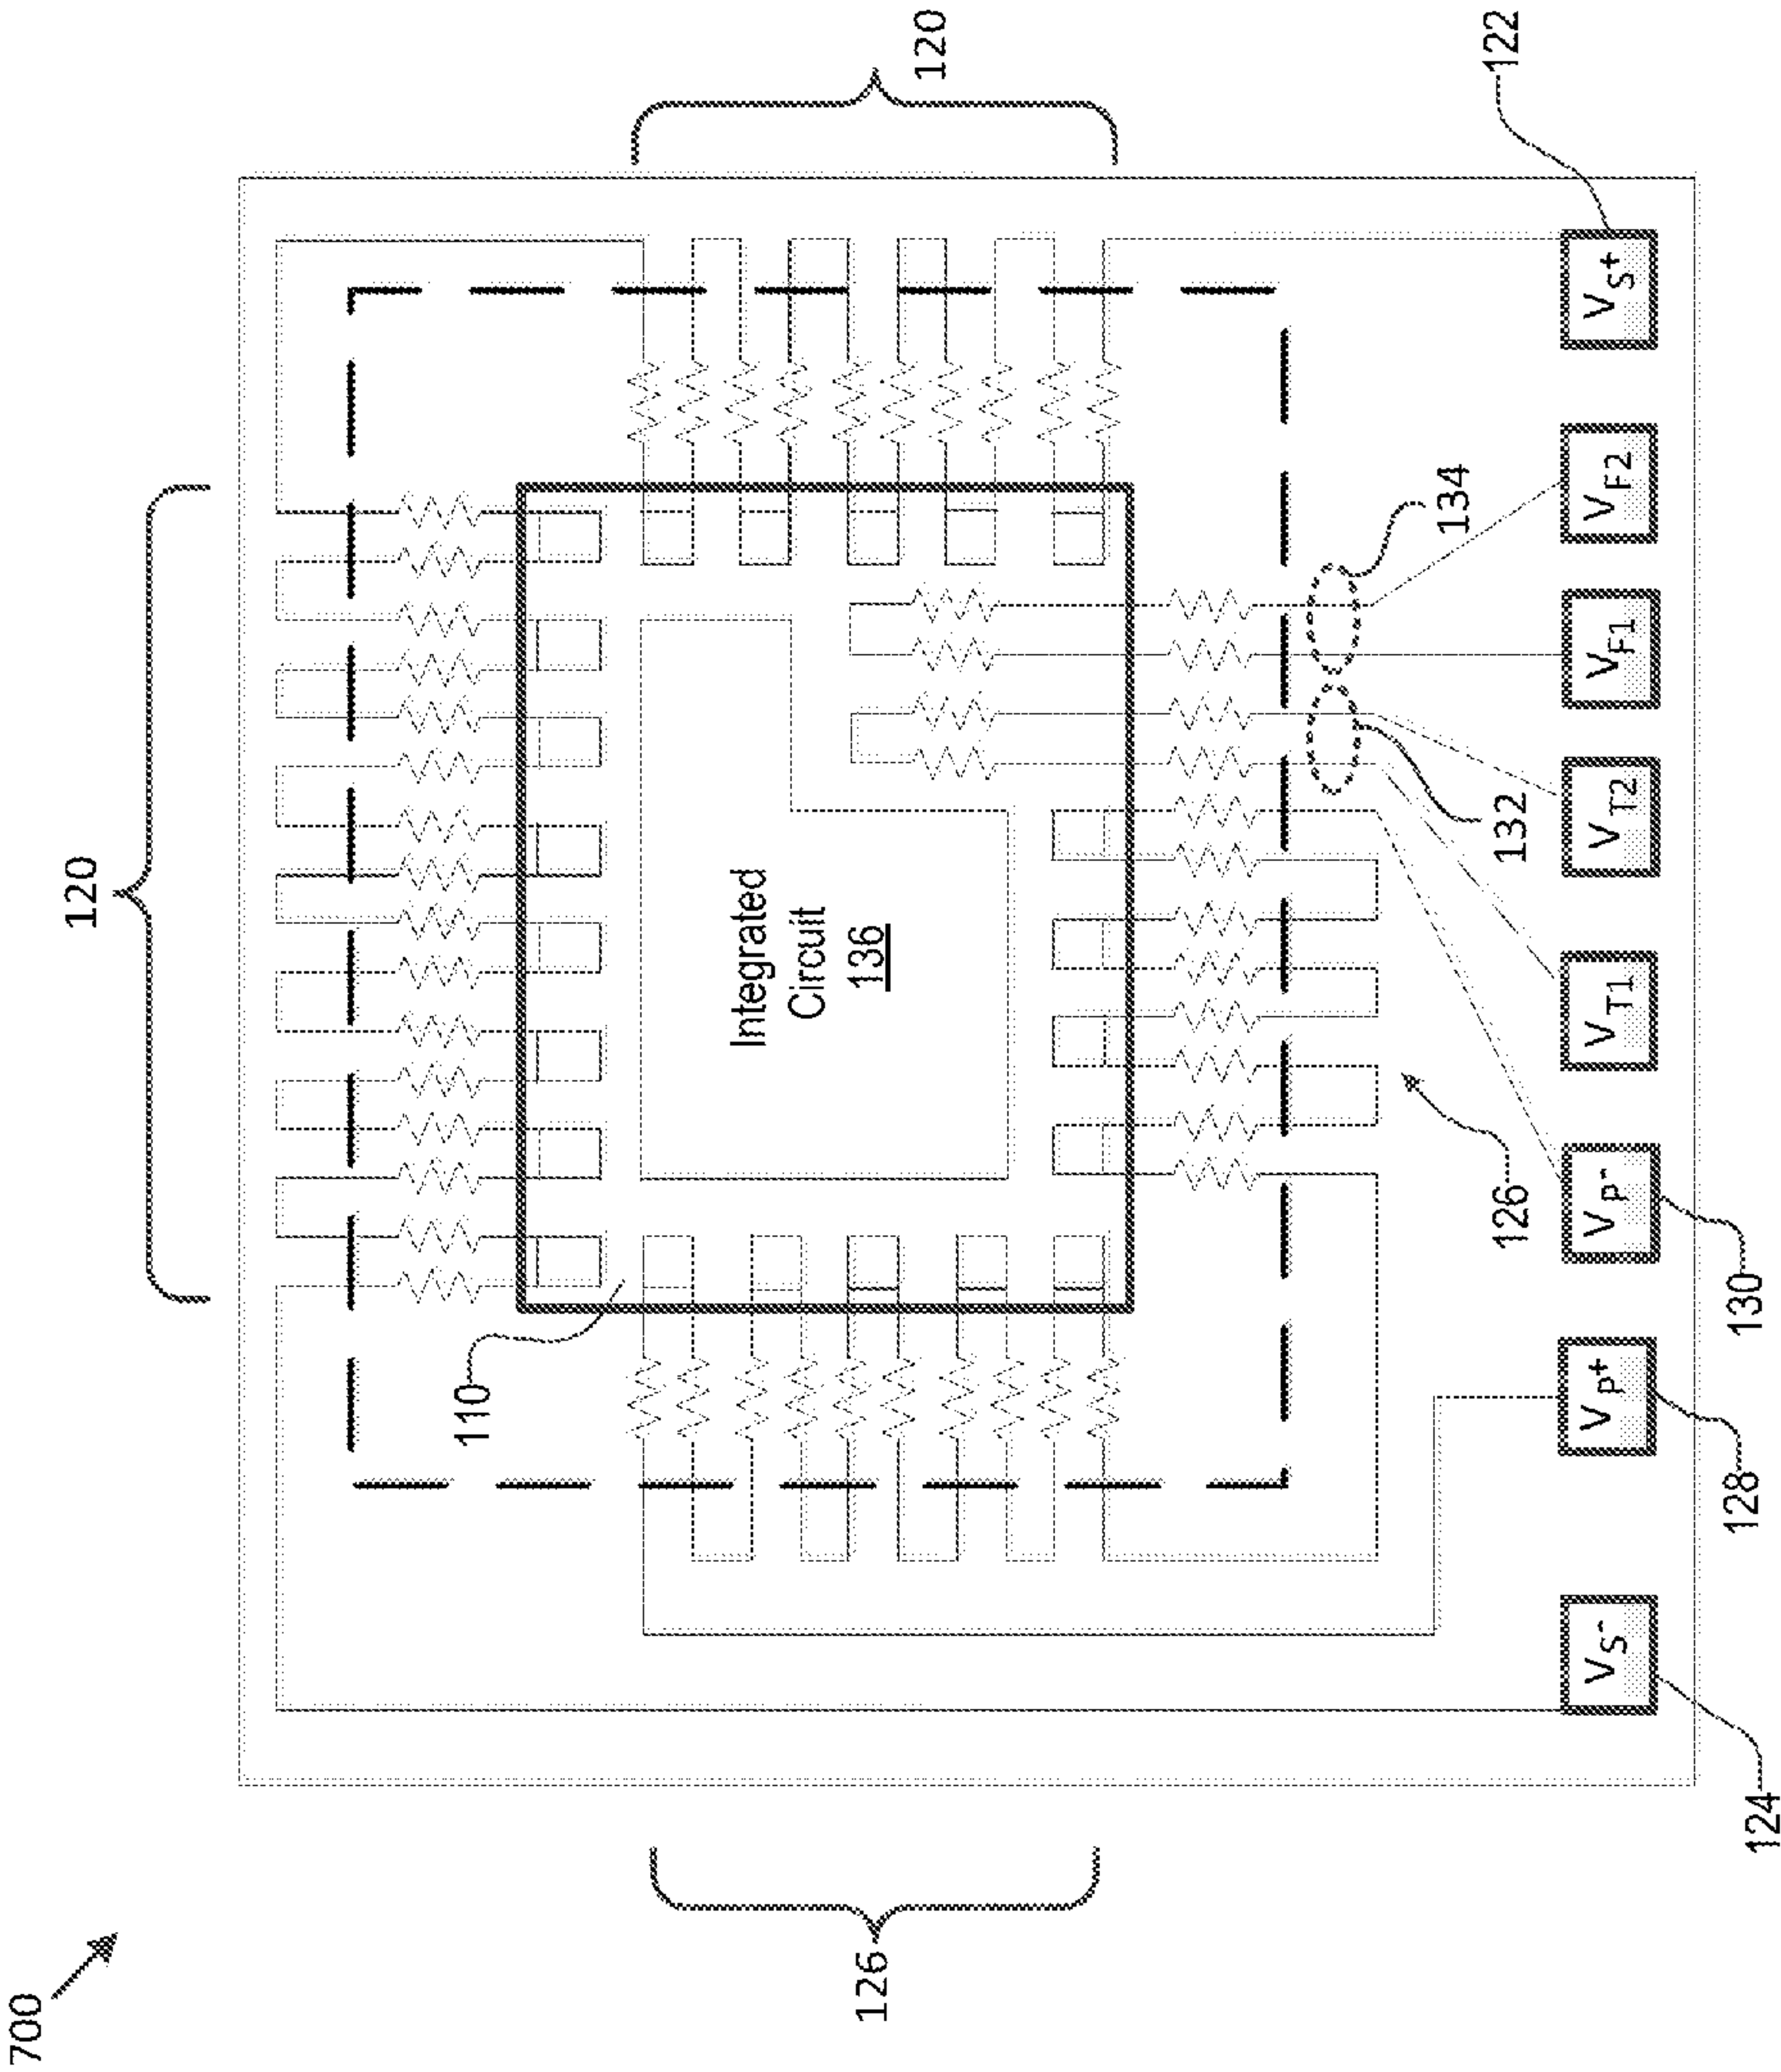 700
120
120
126
110
Integrated
Circuit
136
126
132
134
VS-
VP+
VP-
VT1
VT2
VF1
VF2
VS+
124
128
130
122